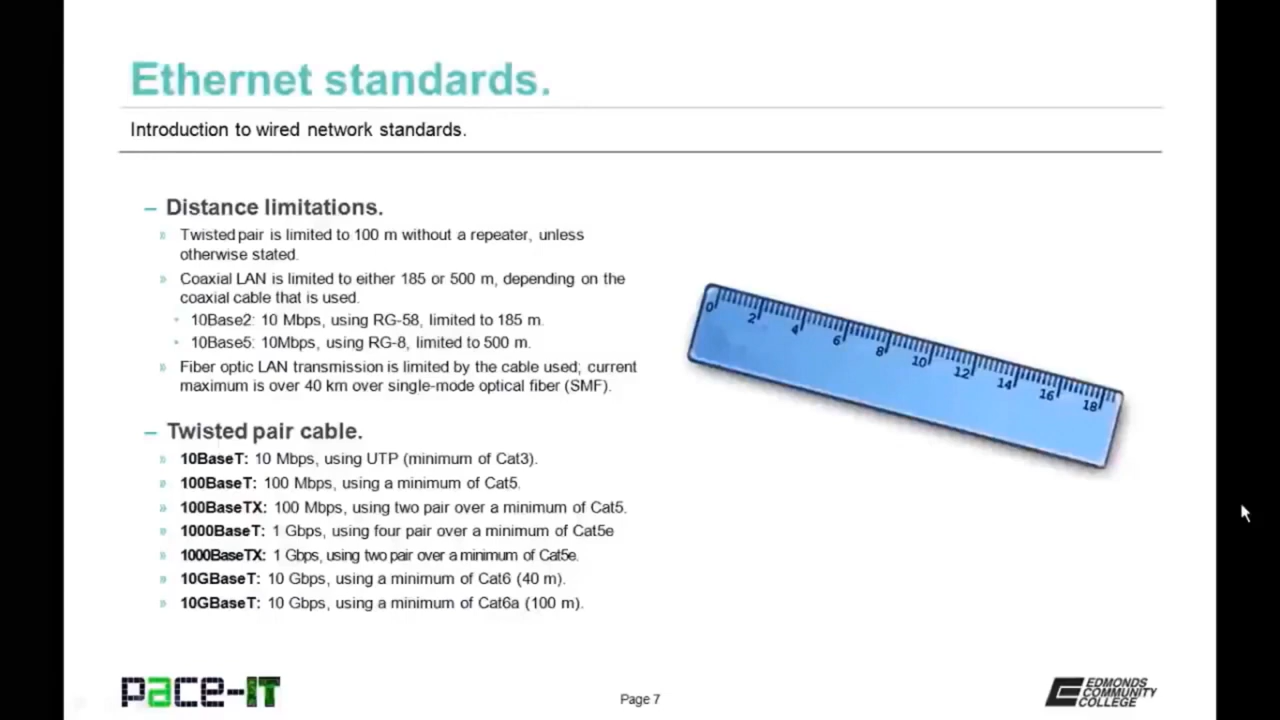 Ethernet standards.
Introduction to wired network standards.
– Distance limitations.
» Twisted pair is limited to 100 m without a repeater, unless
otherwise stated.
» Coaxial LAN is limited to either 185 or 500 m, depending on the
coaxial cable that is used.
• 10Base2: 10 Mbps, using RG-58, limited to 185 m.
• 10Base5: 10Mbps, using RG-8, limited to 500 m.
» Fiber optic LAN transmission is limited by the cable used; current
maximum is over 40 km over single-mode optical fiber (SMF).
0 2 4 6 8 10 12 14 16 18
– Twisted pair cable.
» 10BaseT: 10 Mbps, using UTP (minimum of Cat3).
» 100BaseT: 100 Mbps, using a minimum of Cat5.
» 100BaseTX: 100 Mbps, using two pair over a minimum of Cat5.
» 1000BaseT: 1 Gbps, using four pair over a minimum of Cat5e
» 1000BaseTX: 1 Gbps, using two pair over a minimum of Cat5e.
» 10GBaseT: 10 Gbps, using a minimum of Cat6 (40 m).
» 10GBaseT: 10 Gbps, using a minimum of Cat6a (100 m).
pace-IT
Page 7
EDMONDS
COMMUNITY
COLLEGE